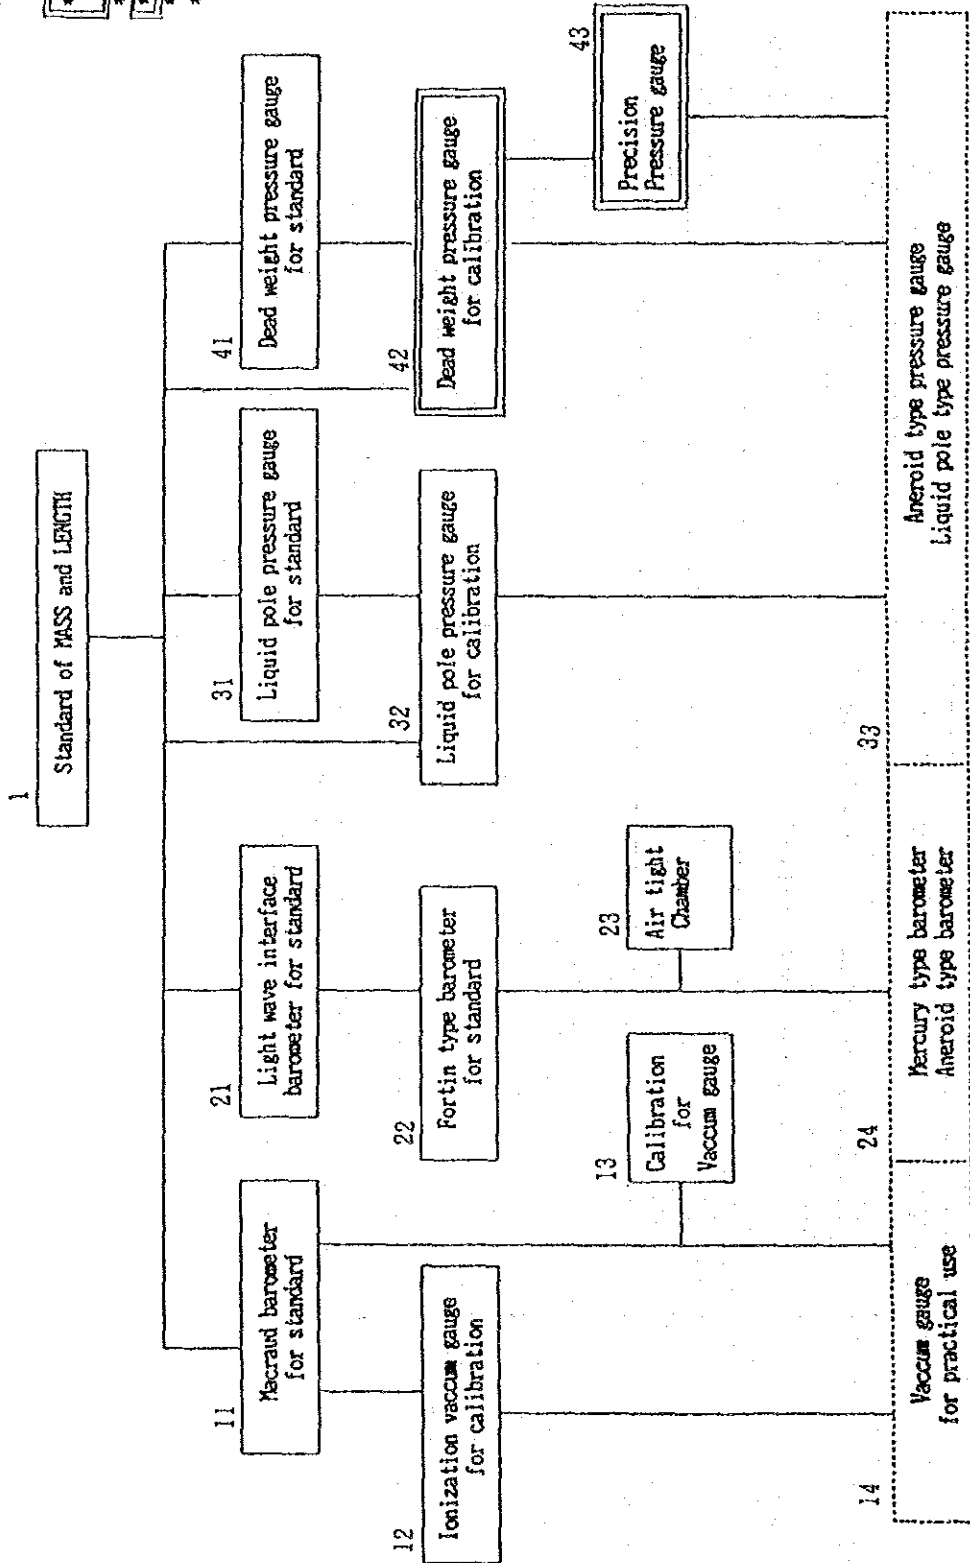 1
Standard of MASS and LENGTH
11
Macraud barometer
for standard
21
Light wave interface
barometer for standard
31
Liquid pole pressure gauge
for standard
41
Dead weight pressure gauge
for standard
12
Ionization vaccum gauge
for calibration
22
Fortin type barometer
for standard
32
Liquid pole pressure gauge
for calibration
42
Dead weight pressure gauge
for calibration
13
Calibration
for
Vaccum gauge
23
Air tight
Chamber
43
Precision
Pressure gauge
14
Vaccum gauge
for practical use
24
Mercury type barometer
Aneroid type barometer
33
Aneroid type pressure gauge
Liquid pole type pressure gauge